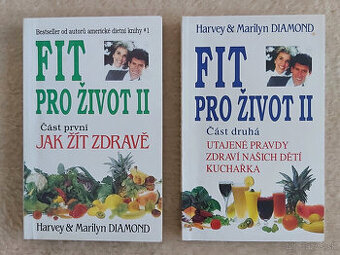 Bestseller od autorů americké dietní knihy #1
FIT
PRO ŽIVOT II
Část první
JAK ŽÍT ZDRAVĚ
Harvey & Marilyn DIAMOND
Harvey & Marilyn DIAMOND
FIT
PRO ŽIVOT II
Část druhá
UTAJENÉ PRAVDY
ZDRAVÍ NAŠICH DĚTÍ
KUCHAŘKA